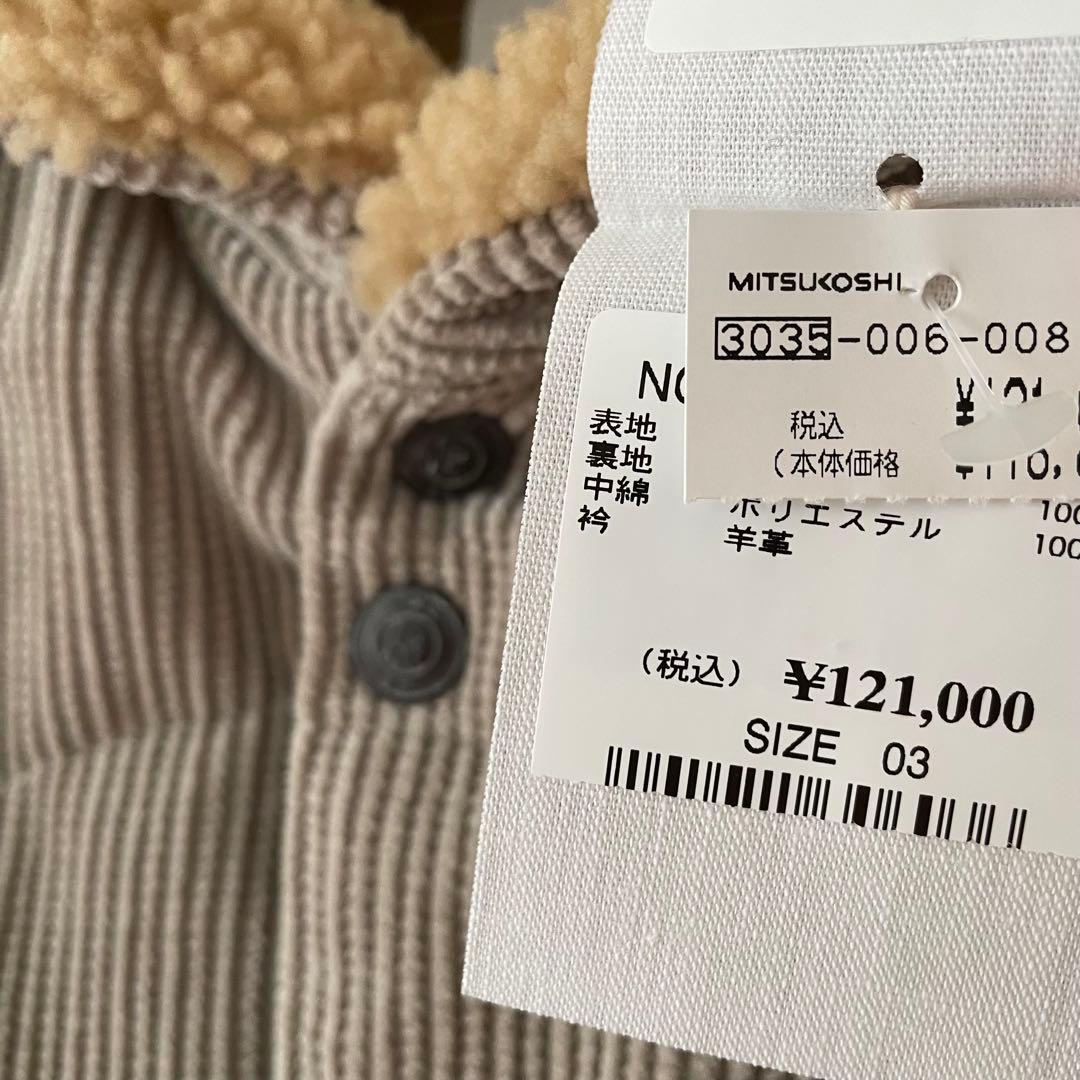 MITSUKOSHI
3035-006-008
税込
(本体価格 ¥110,
表地
裏地
中綿 ポリエステル 100
衿 羊革 100
(税込) ¥121,000
SIZE 03